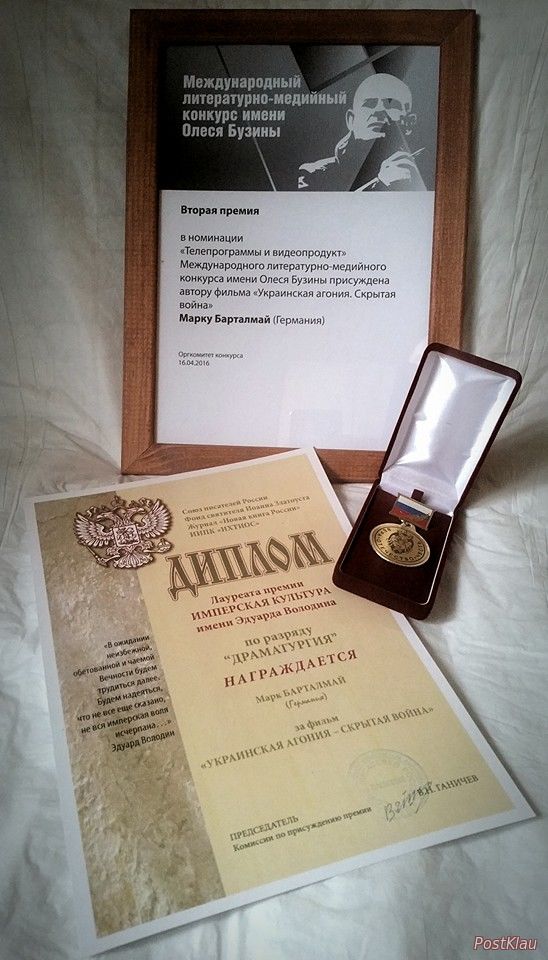 Международный
литературно-медийный
конкурс имени
Олеся Бузины
Вторая премия
в номинации
«Телепрограммы и видеопродукт»
Международного литературно-медийного
конкурса имени Олеся Бузины присуждена
автору фильма «Украинская агония. Скрытая
война»
Марку Барталмай (Германия)
Оргкомитет конкурса
16.04.2016
Союз писателей России
Фонд святителя Иоанна Златоуста
Журнал «Новая книга России»
ИИПК «ИХТИОС»
ДИПЛОМ
Лауреата премии
ИМПЕРСКАЯ КУЛЬТУРА
имени Эдуарда Володина
по разряду
"ДРАМАТУРГИЯ"
НАГРАЖДАЕТСЯ
Марк БАРТАЛМАЙ
(Германия)
за фильм
«УКРАИНСКАЯ АГОНИЯ – СКРЫТАЯ ВОЙНА»
«В ожидании
неизбежной,
обетованной и чаемой
Вечности будем
трудиться далее.
Будем надеяться,
что не все еще сказано,
не вся имперская воля
исчерпана...»
Эдуард Володин
ПРЕДСЕДАТЕЛЬ
Комиссии по присуждению премии
В.Н. ГАНИЧЕВ
PostKlau